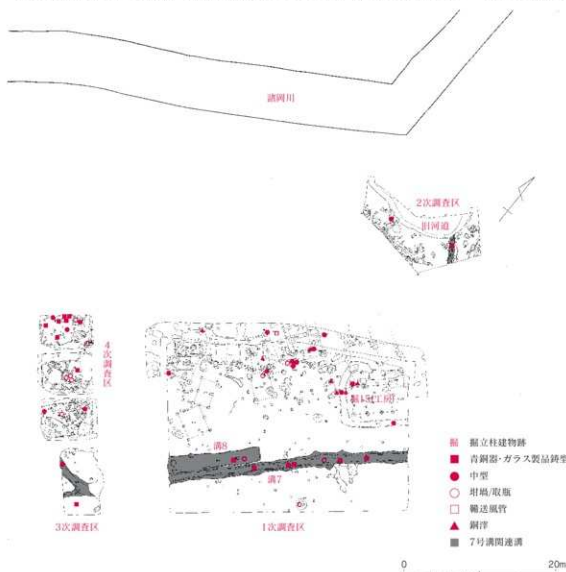 諸岡川
2次調査区
旧河道
4次調査区
掘15(工房)
溝8
溝7
3次調査区
1次調査区
掘 掘立柱建物跡
青銅器・ガラス製品鋳型
中型
坩堝/取瓶
輸送風管
銅滓
7号溝関連溝
0 20m